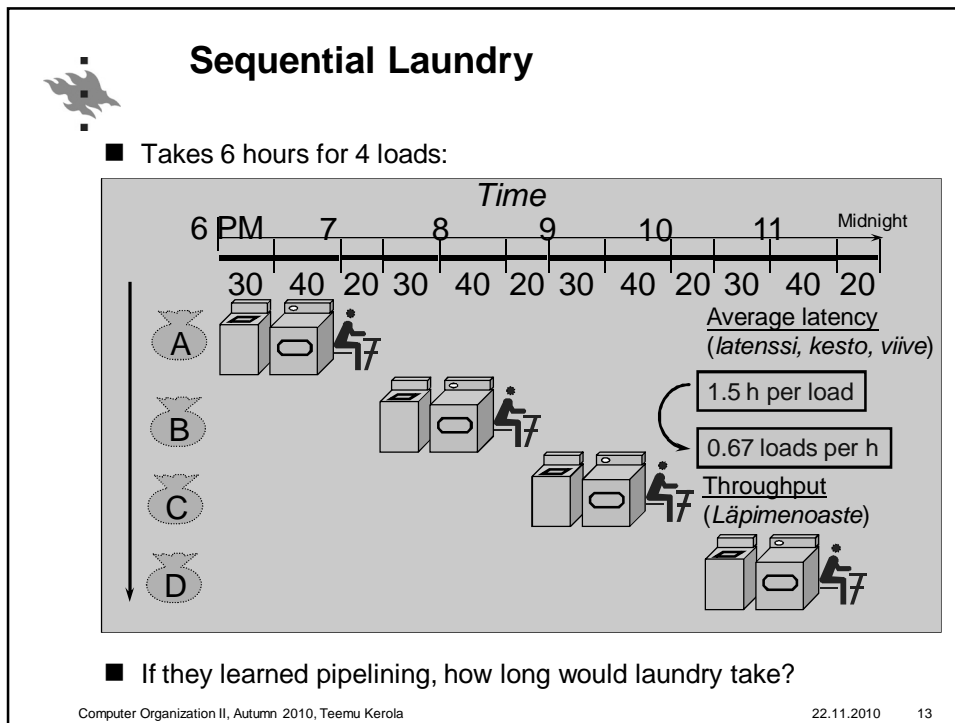 Sequential Laundry
■ Takes 6 hours for 4 loads:
Time
6 PM 7 8 9 10 11 Midnight
30 40 20 30 40 20 30 40 20 30 40 20
A
Average latency
(latenssi, kesto, viive)
1.5 h per load
B
0.67 loads per h
C
Throughput
(Läpimenoaste)
D
■ If they learned pipelining, how long would laundry take?
Computer Organization II, Autumn 2010, Teemu Kerola 22.11.2010 13